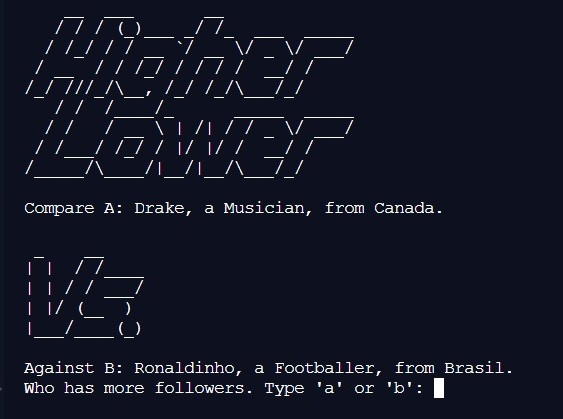 Higher
Lower
Compare A: Drake, a Musician, from Canada.
Vs.
Against B: Ronaldinho, a Footballer, from Brasil.
Who has more followers. Type 'a' or 'b':